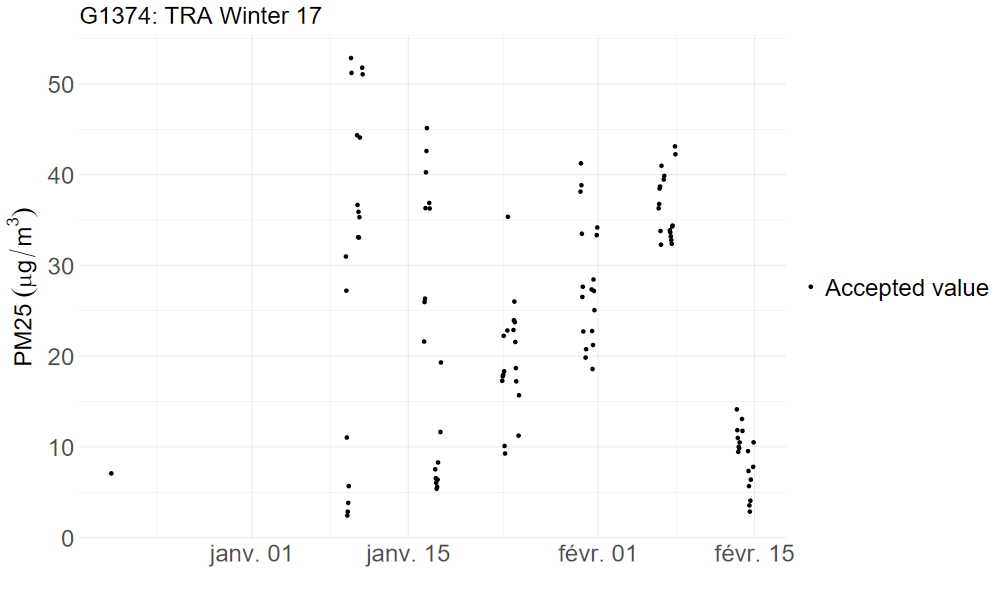 G1374: TRA Winter 17
PM25 (μg/m³)
50
40
30
20
10
0
janv. 01
janv. 15
févr. 01
févr. 15
Accepted value